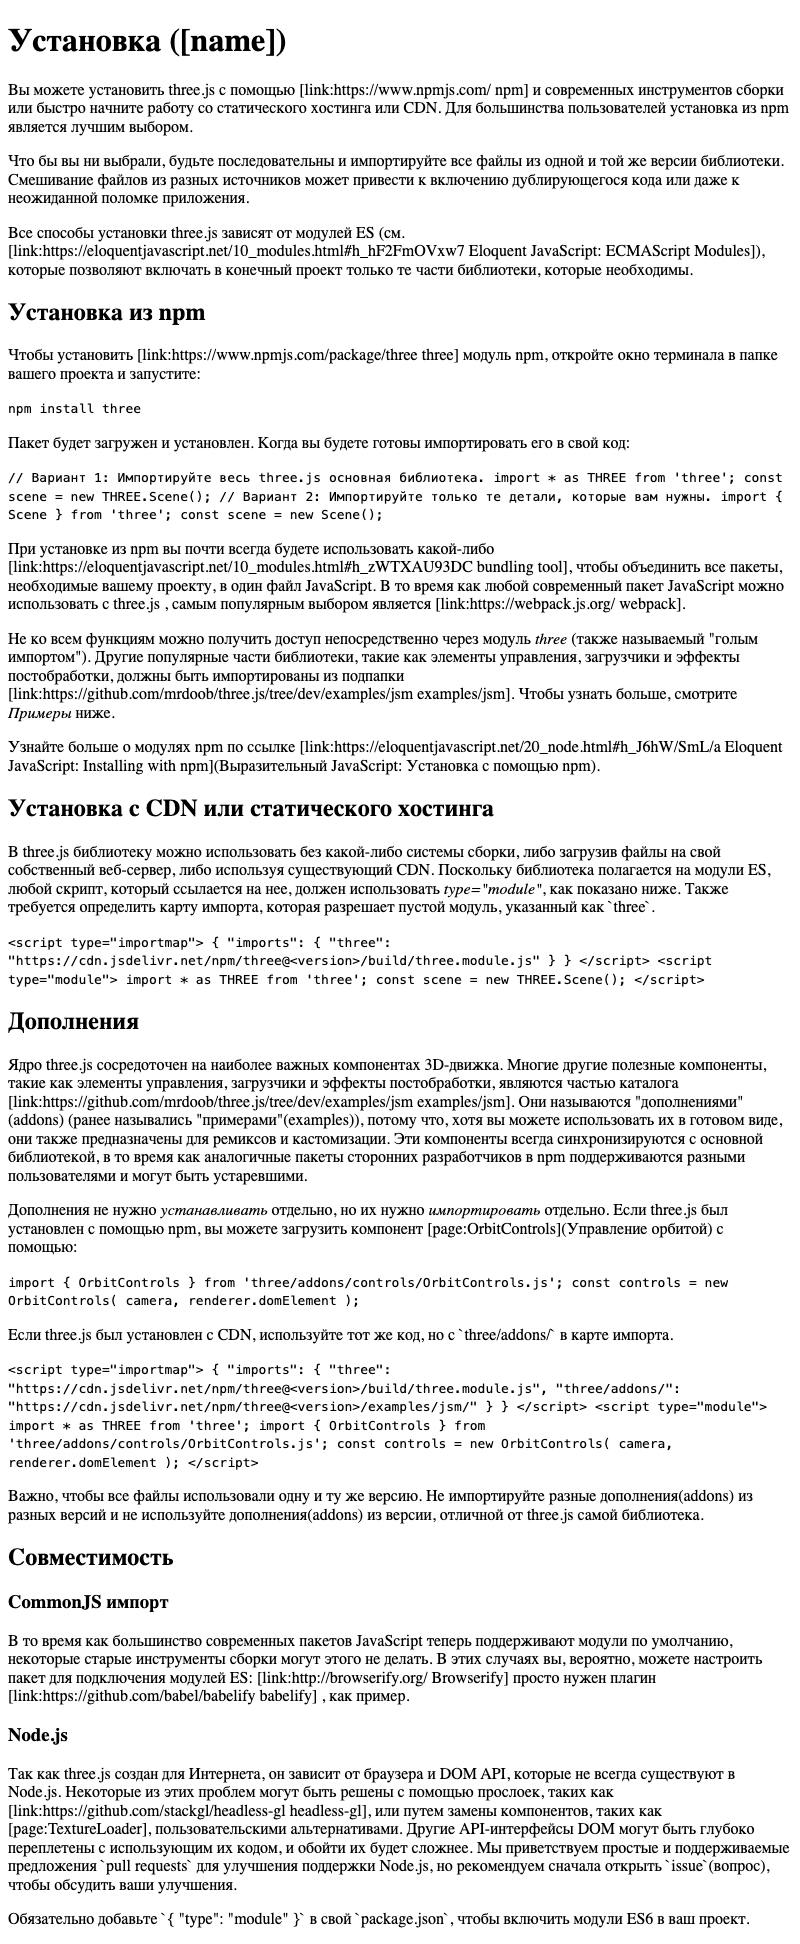 Установка ([name])
Вы можете установить three.js с помощью [link:https://www.npmjs.com/ npm] и современных инструментов сборки
или быстро начните работу со статического хостинга или CDN. Для большинства пользователей установка из npm
является лучшим выбором.
Что бы вы ни выбрали, будьте последовательны и импортируйте все файлы из одной и той же версии библиотеки.
Смешивание файлов из разных источников может привести к включению дублирующегося кода или даже к
неожиданной поломке приложения.
Все способы установки three.js зависят от модулей ES (см.
[link:https://eloquentjavascript.net/10_modules.html#h_hF2FmOVxw7 Eloquent JavaScript: ECMAScript Modules]),
которые позволяют включать в конечный проект только те части библиотеки, которые необходимы.
Установка из npm
Чтобы установить [link:https://www.npmjs.com/package/three three] модуль npm, откройте окно терминала в папке
вашего проекта и запустите:
npm install three
Пакет будет загружен и установлен. Когда вы будете готовы импортировать его в свой код:
// Вариант 1: Импортируйте весь three.js основная библиотека. import * as THREE from 'three'; const
scene = new THREE.Scene(); // Вариант 2: Импортируйте только те детали, которые вам нужны. import {
Scene } from 'three'; const scene = new Scene();
При установке из npm вы почти всегда будете использовать какой-либо
[link:https://eloquentjavascript.net/10_modules.html#h_zWTXAU93DC bundling tool], чтобы объединить все пакеты,
необходимые вашему проекту, в один файл JavaScript. В то время как любой современный пакет JavaScript можно
использовать с three.js , самым популярным выбором является [link:https://webpack.js.org/ webpack].
Не ко всем функциям можно получить доступ непосредственно через модуль three (также называемый "голым
импортом"). Другие популярные части библиотеки, такие как элементы управления, загрузчики и эффекты
постобработки, должны быть импортированы из подпапки
[link:https://github.com/mrdoob/three.js/tree/dev/examples/jsm examples/jsm]. Чтобы узнать больше, смотрите
Примеры ниже.
Узнайте больше о модулях npm по ссылке [link:https://eloquentjavascript.net/20_node.html#h_J6hW/SmL/a Eloquent
JavaScript: Installing with npm](Выразительный JavaScript: Установка с помощью npm).
Установка с CDN или статического хостинга
В three.js библиотеку можно использовать без какой-либо системы сборки, либо загрузив файлы на свой
собственный веб-сервер, либо используя существующий CDN. Поскольку библиотека полагается на модули ES,
любой скрипт, который ссылается на нее, должен использовать type="module", как показано ниже. Также
требуется определить карту импорта, которая разрешает пустой модуль, указанный как `three`.
<script type="importmap"> { "imports": { "three":
"https://cdn.jsdelivr.net/npm/three@<version>/build/three.module.js" } } </script> <script
type="module"> import * as THREE from 'three'; const scene = new THREE.Scene(); </script>
Дополнения
Ядро three.js сосредоточен на наиболее важных компонентах 3D-движка. Многие другие полезные компоненты,
такие как элементы управления, загрузчики и эффекты постобработки, являются частью каталога
[link:https://github.com/mrdoob/three.js/tree/dev/examples/jsm examples/jsm]. Они называются "дополнениями"
(addons) (ранее назывались "примерами"(examples)), потому что, хотя вы можете использовать их в готовом виде,
они также предназначены для ремиксов и кастомизации. Эти компоненты всегда синхронизируются с основной
библиотекой, в то время как аналогичные пакеты сторонних разработчиков в npm поддерживаются разными
пользователями и могут быть устаревшими.
Дополнения не нужно устанавливать отдельно, но их нужно импортировать отдельно. Если three.js был
установлен с помощью npm, вы можете загрузить компонент [page:OrbitControls](Управление орбитой) с
помощью:
import { OrbitControls } from 'three/addons/controls/OrbitControls.js'; const controls = new
OrbitControls( camera, renderer.domElement );
Если three.js был установлен с CDN, используйте тот же код, но с `three/addons/` в карте импорта.
<script type="importmap"> { "imports": { "three":
"https://cdn.jsdelivr.net/npm/three@<version>/build/three.module.js", "three/addons/":
"https://cdn.jsdelivr.net/npm/three@<version>/examples/jsm/" } } </script> <script type="module">
import * as THREE from 'three'; import { OrbitControls } from
'three/addons/controls/OrbitControls.js'; const controls = new OrbitControls( camera,
renderer.domElement ); </script>
Важно, чтобы все файлы использовали одну и ту же версию. Не импортируйте разные дополнения(addons) из
разных версий и не используйте дополнения(addons) из версии, отличной от three.js самой библиотека.
Совместимость
CommonJS импорт
В то время как большинство современных пакетов JavaScript теперь поддерживают модули по умолчанию,
некоторые старые инструменты сборки могут этого не делать. В этих случаях вы, вероятно, можете настроить
пакет для подключения модулей ES: [link:http://browserify.org/ Browserify] просто нужен плагин
[link:https://github.com/babel/babelify babelify] , как пример.
Node.js
Так как three.js создан для Интернета, он зависит от браузера и DOM API, которые не всегда существуют в
Node.js. Некоторые из этих проблем могут быть решены с помощью прослоек, таких как
[link:https://github.com/stackgl/headless-gl headless-gl], или путем замены компонентов, таких как
[page:TextureLoader], пользовательскими альтернативами. Другие API-интерфейсы DOM могут быть глубоко
переплетены с использующим их кодом, и обойти их будет сложнее. Мы приветствуем простые и поддерживаемые
предложения `pull requests` для улучшения поддержки Node.js, но рекомендуем сначала открыть `issue`(вопрос),
чтобы обсудить ваши улучшения.
Обязательно добавьте `{ "type": "module" }` в свой `package.json`, чтобы включить модули ES6 в ваш проект.